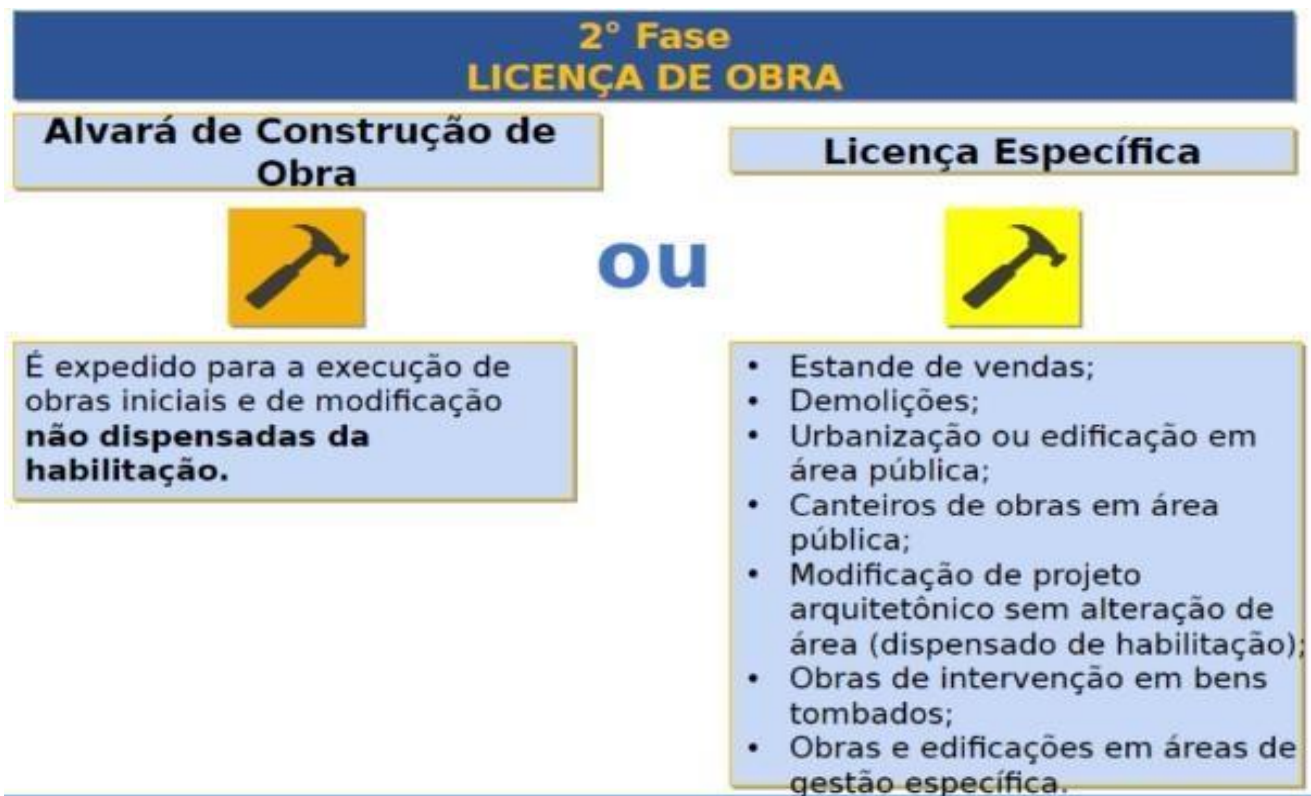 2° Fase
LICENÇA DE OBRA
Alvará de Construção de
Obra
ou
Licença Específica
É expedido para a execução de
obras iniciais e de modificação
não dispensadas da
habilitação.
• Estande de vendas;
• Demolições;
• Urbanização ou edificação em
área pública;
• Canteiros de obras em área
pública;
• Modificação de projeto
arquitetônico sem alteração de
área (dispensado de habilitação);
• Obras de intervenção em bens
tombados;
• Obras e edificações em áreas de
gestão específica.